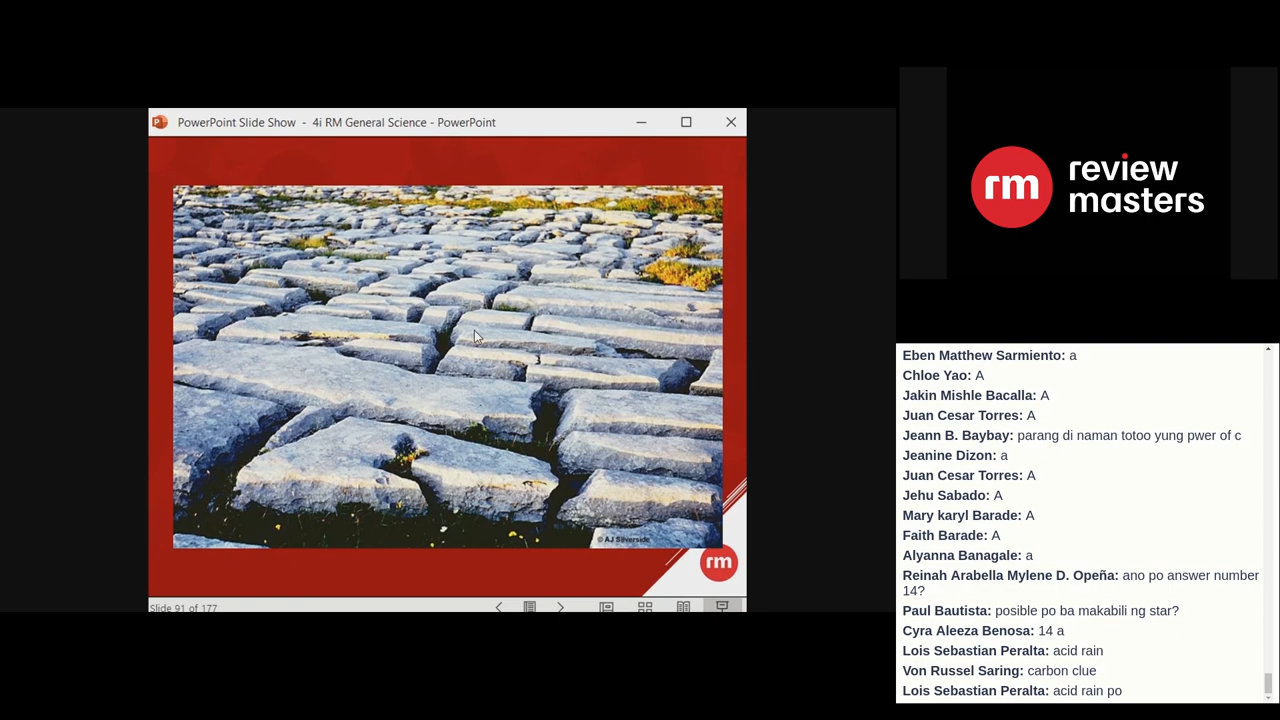 PowerPoint Slide Show - 4i RM General Science - PowerPoint
© AJ Silverside
rm
Slide 91 of 177
rm review
masters
Eben Matthew Sarmiento: a
Chloe Yao: A
Jakin Mishle Bacalla: A
Juan Cesar Torres: A
Jeann B. Baybay: parang di naman totoo yung pwer of c
Jeanine Dizon: a
Juan Cesar Torres: A
Jehu Sabado: A
Mary karyl Barade: A
Faith Barade: A
Alyanna Banagale: a
Reinah Arabella Mylene D. Opeña: ano po answer number
14?
Paul Bautista: posible po ba makabili ng star?
Cyra Aleeza Benosa: 14 a
Lois Sebastian Peralta: acid rain
Von Russel Saring: carbon clue
Lois Sebastian Peralta: acid rain po